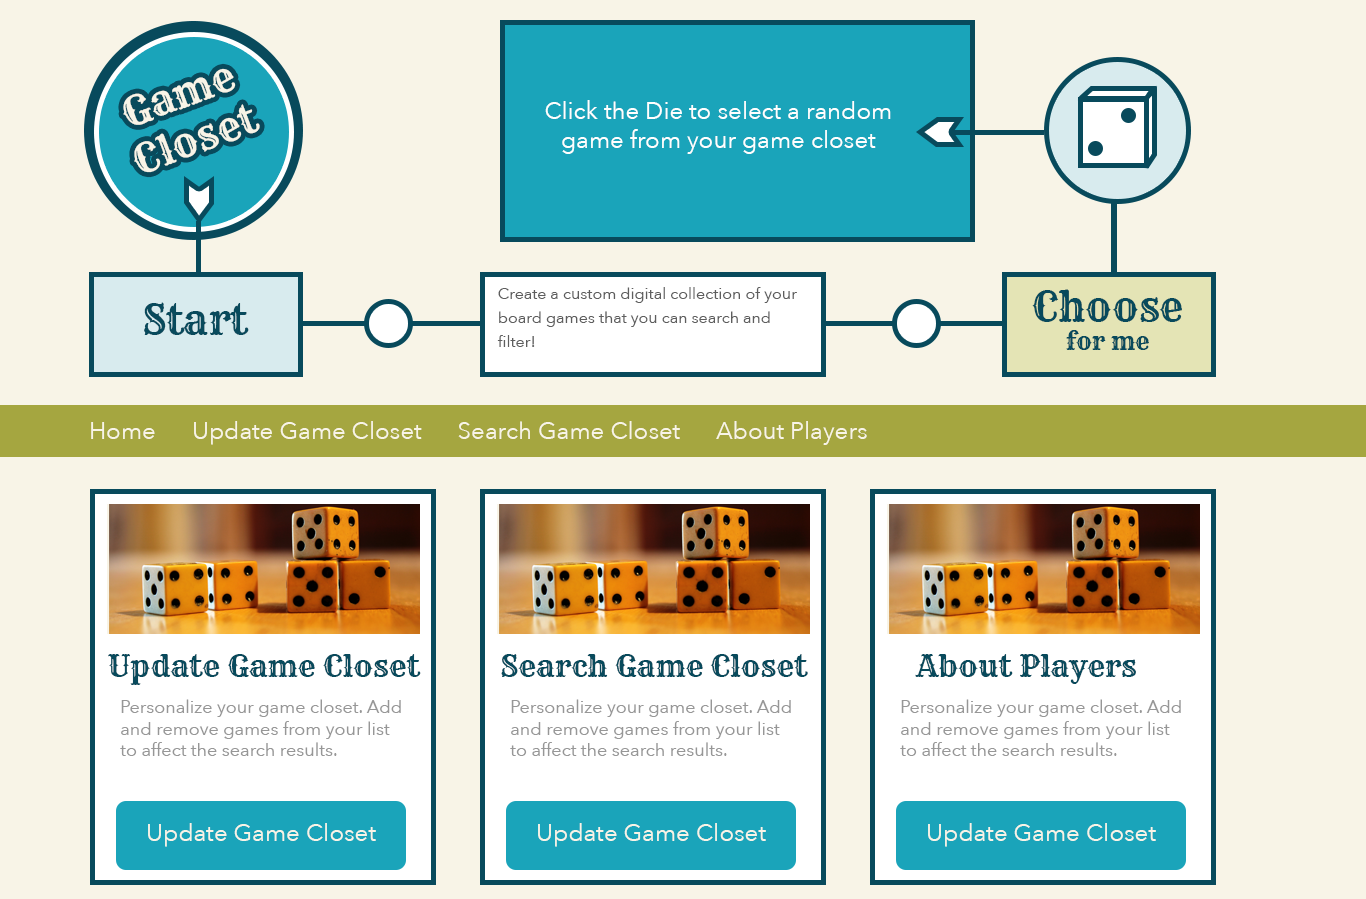 Game
Closet
Click the Die to select a random
game from your game closet
Start
Create a custom digital collection of your
board games that you can search and
filter!
Choose
for me
Home Update Game Closet Search Game Closet About Players
Update Game Closet
Personalize your game closet. Add
and remove games from your list
to affect the search results.
Update Game Closet
Search Game Closet
Personalize your game closet. Add
and remove games from your list
to affect the search results.
Update Game Closet
About Players
Personalize your game closet. Add
and remove games from your list
to affect the search results.
Update Game Closet